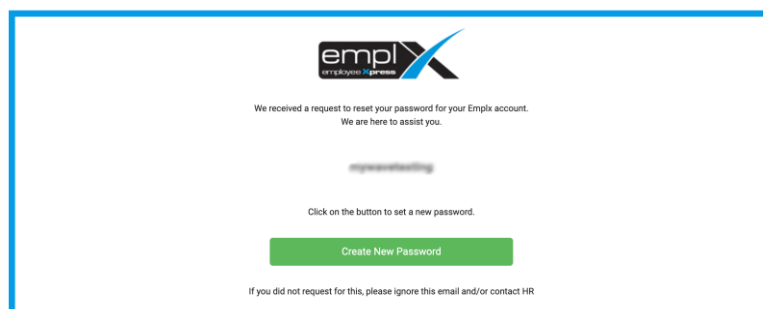 emplX
employee Xpress
We received a request to reset your password for your Emplx account.
We are here to assist you.
mywavetesting
Click on the button to set a new password.
Create New Password
If you did not request for this, please ignore this email and/or contact HR